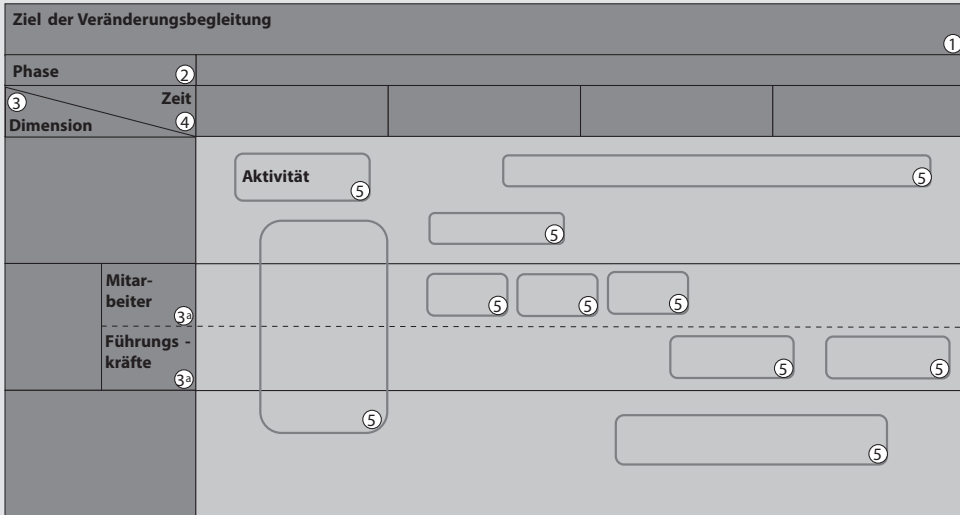 Ziel der Veränderungsbegleitung
1
Phase 2
3 Zeit
Dimension 4
Aktivität 5
5
5
Mitar-
beiter 3a
5 5 5
Führungs -
kräfte 3a
5 5
5
5